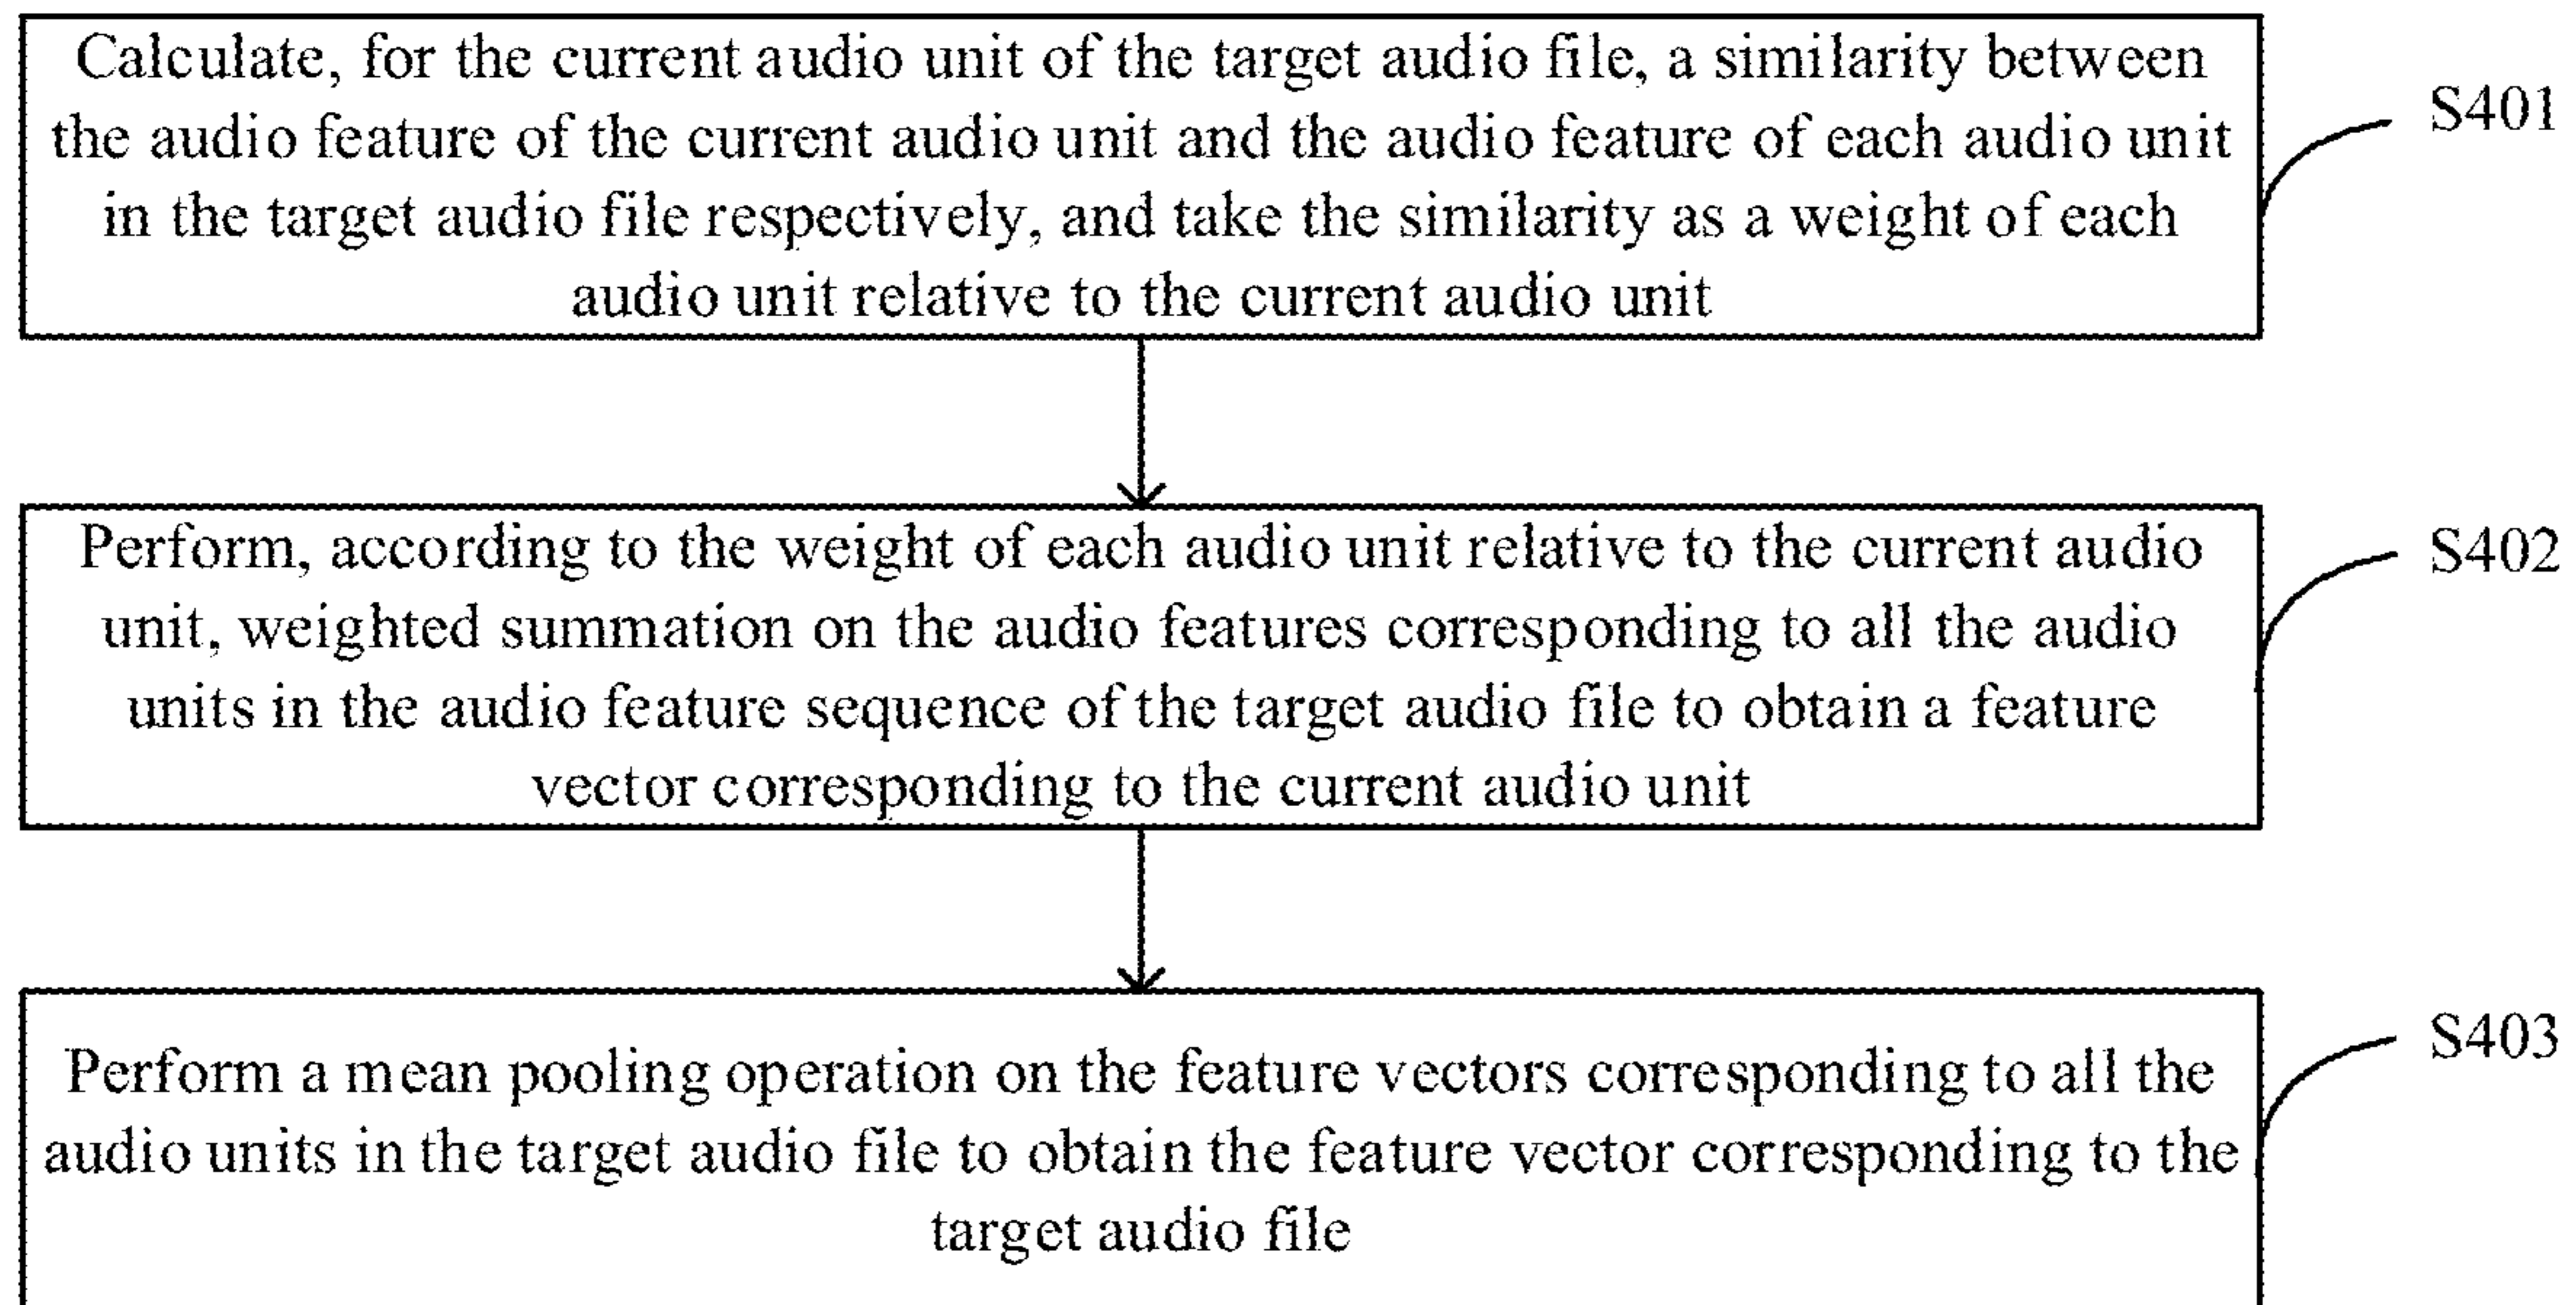 Calculate, for the current audio unit of the target audio file, a similarity between
the audio feature of the current audio unit and the audio feature of each audio unit
in the target audio file respectively, and take the similarity as a weight of each
audio unit relative to the current audio unit
S401
Perform, according to the weight of each audio unit relative to the current audio
unit, weighted summation on the audio features corresponding to all the audio
units in the audio feature sequence of the target audio file to obtain a feature
vector corresponding to the current audio unit
S402
Perform a mean pooling operation on the feature vectors corresponding to all the
audio units in the target audio file to obtain the feature vector corresponding to the
target audio file
S403